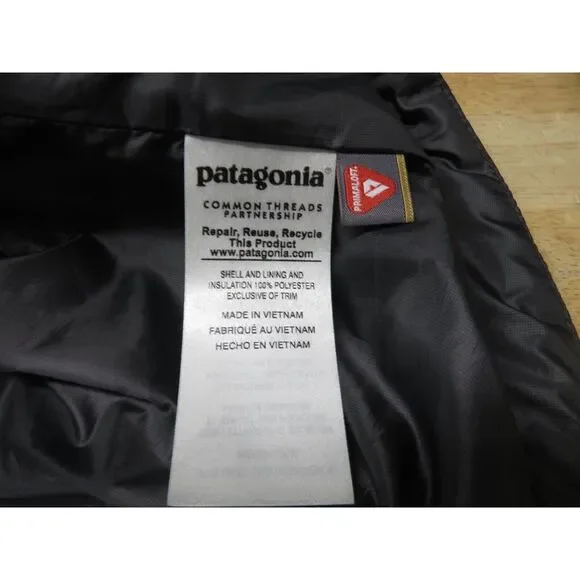 patagonia®
COMMON THREADS
PARTNERSHIP
Repair, Reuse, Recycle
This Product
www.patagonia.com
SHELL AND LINING AND
INSULATION 100% POLYESTER
EXCLUSIVE OF TRIM
MADE IN VIETNAM
FABRIQUÉ AU VIETNAM
HECHO EN VIETNAM
PRIMALOFT®